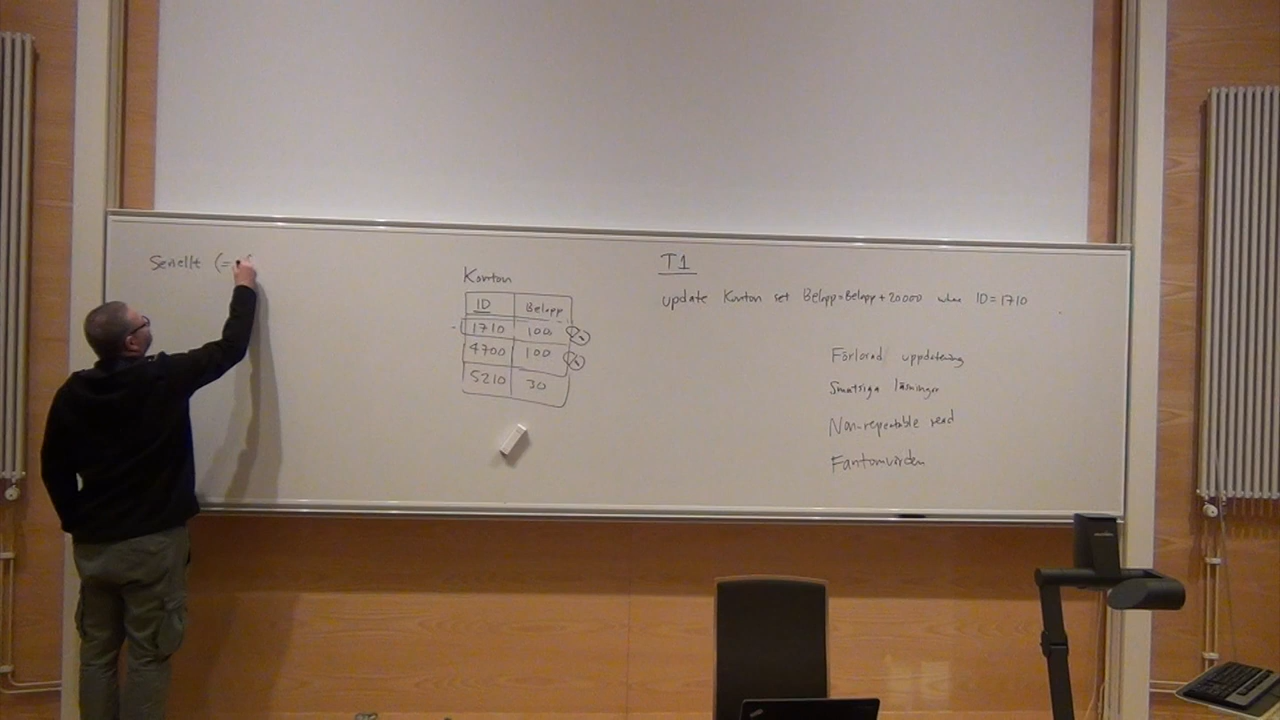 Seriellt (=
Konton
ID Belopp
1710 100
4700 100
5210 30
T1
update Konton set Belopp=Belopp+20000 where ID=1710
Förlorad uppdatering
Smutsiga läsningar
Non-repeatable read
Fantomvärden